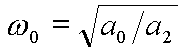 ω₀ = √(a₀/a₂)